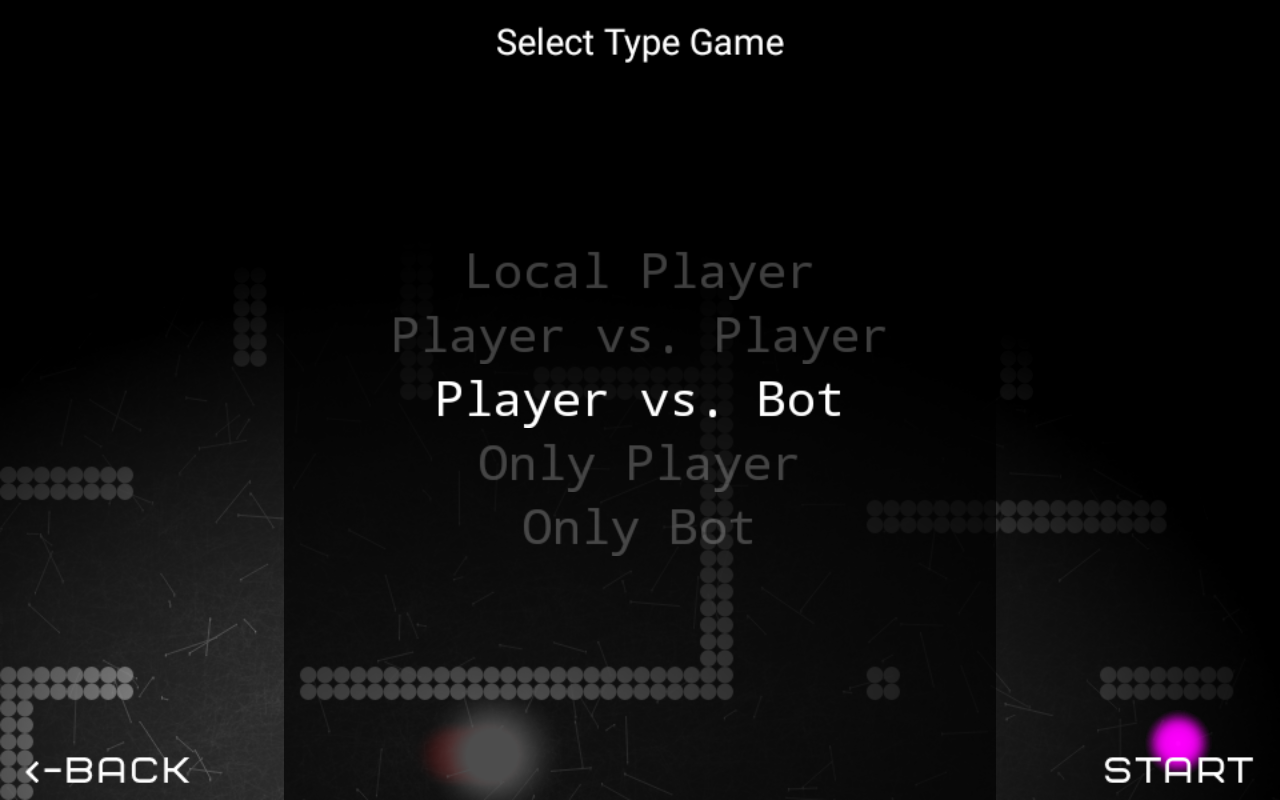 Select Type Game
Local Player
Player vs. Player
Player vs. Bot
Only Player
Only Bot
<-BACK
START